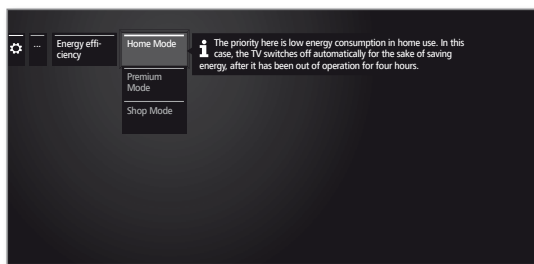 ...
Energy effi-
ciency
Home Mode
Premium
Mode
Shop Mode
The priority here is low energy consumption in home use. In this
case, the TV switches off automatically for the sake of saving
energy, after it has been out of operation for four hours.